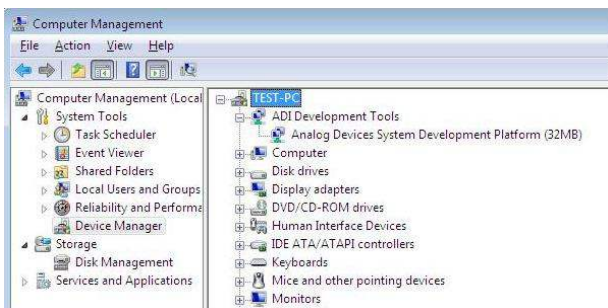 Computer Management
File Action View Help
Computer Management (Local
System Tools
Task Scheduler
Event Viewer
Shared Folders
Local Users and Groups
Reliability and Performa
Device Manager
Storage
Disk Management
Services and Applications
TEST-PC
ADI Development Tools
Analog Devices System Development Platform (32MB)
Computer
Disk drives
Display adapters
DVD/CD-ROM drives
Human Interface Devices
IDE ATA/ATAPI controllers
Keyboards
Mice and other pointing devices
Monitors